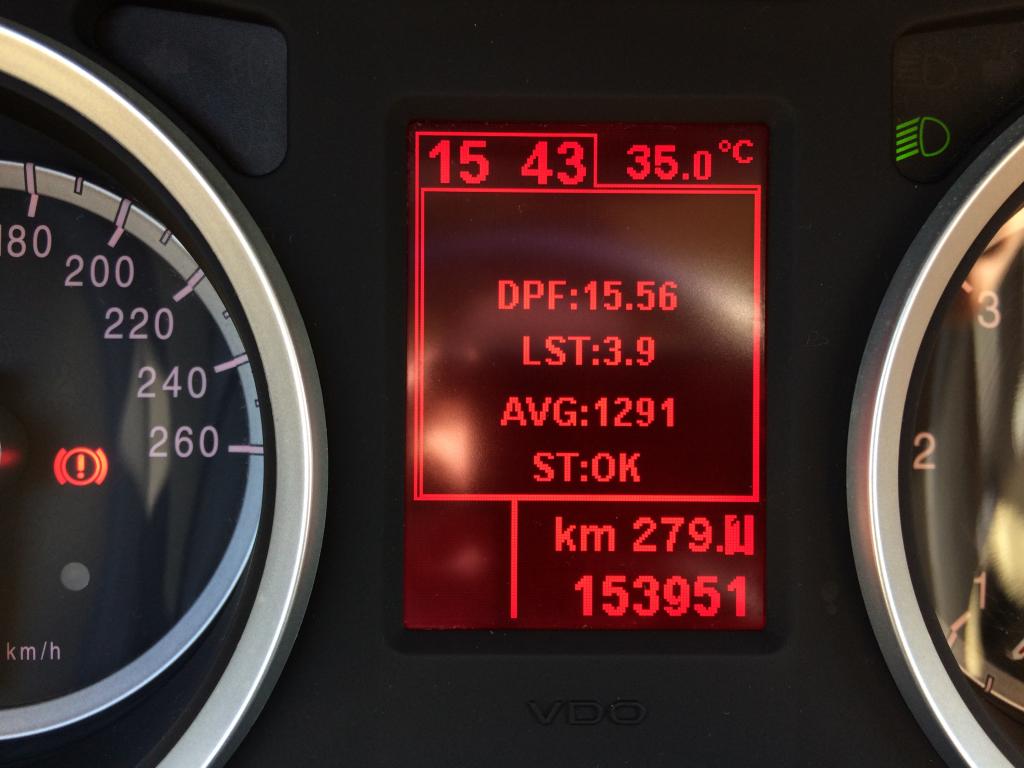 15 43 35.0 °C
180
200
220
240
260
km/h
DPF:15.56
LST:3.9
AVG:1291
ST:OK
km 279.1
153951
3
2
1
VDO